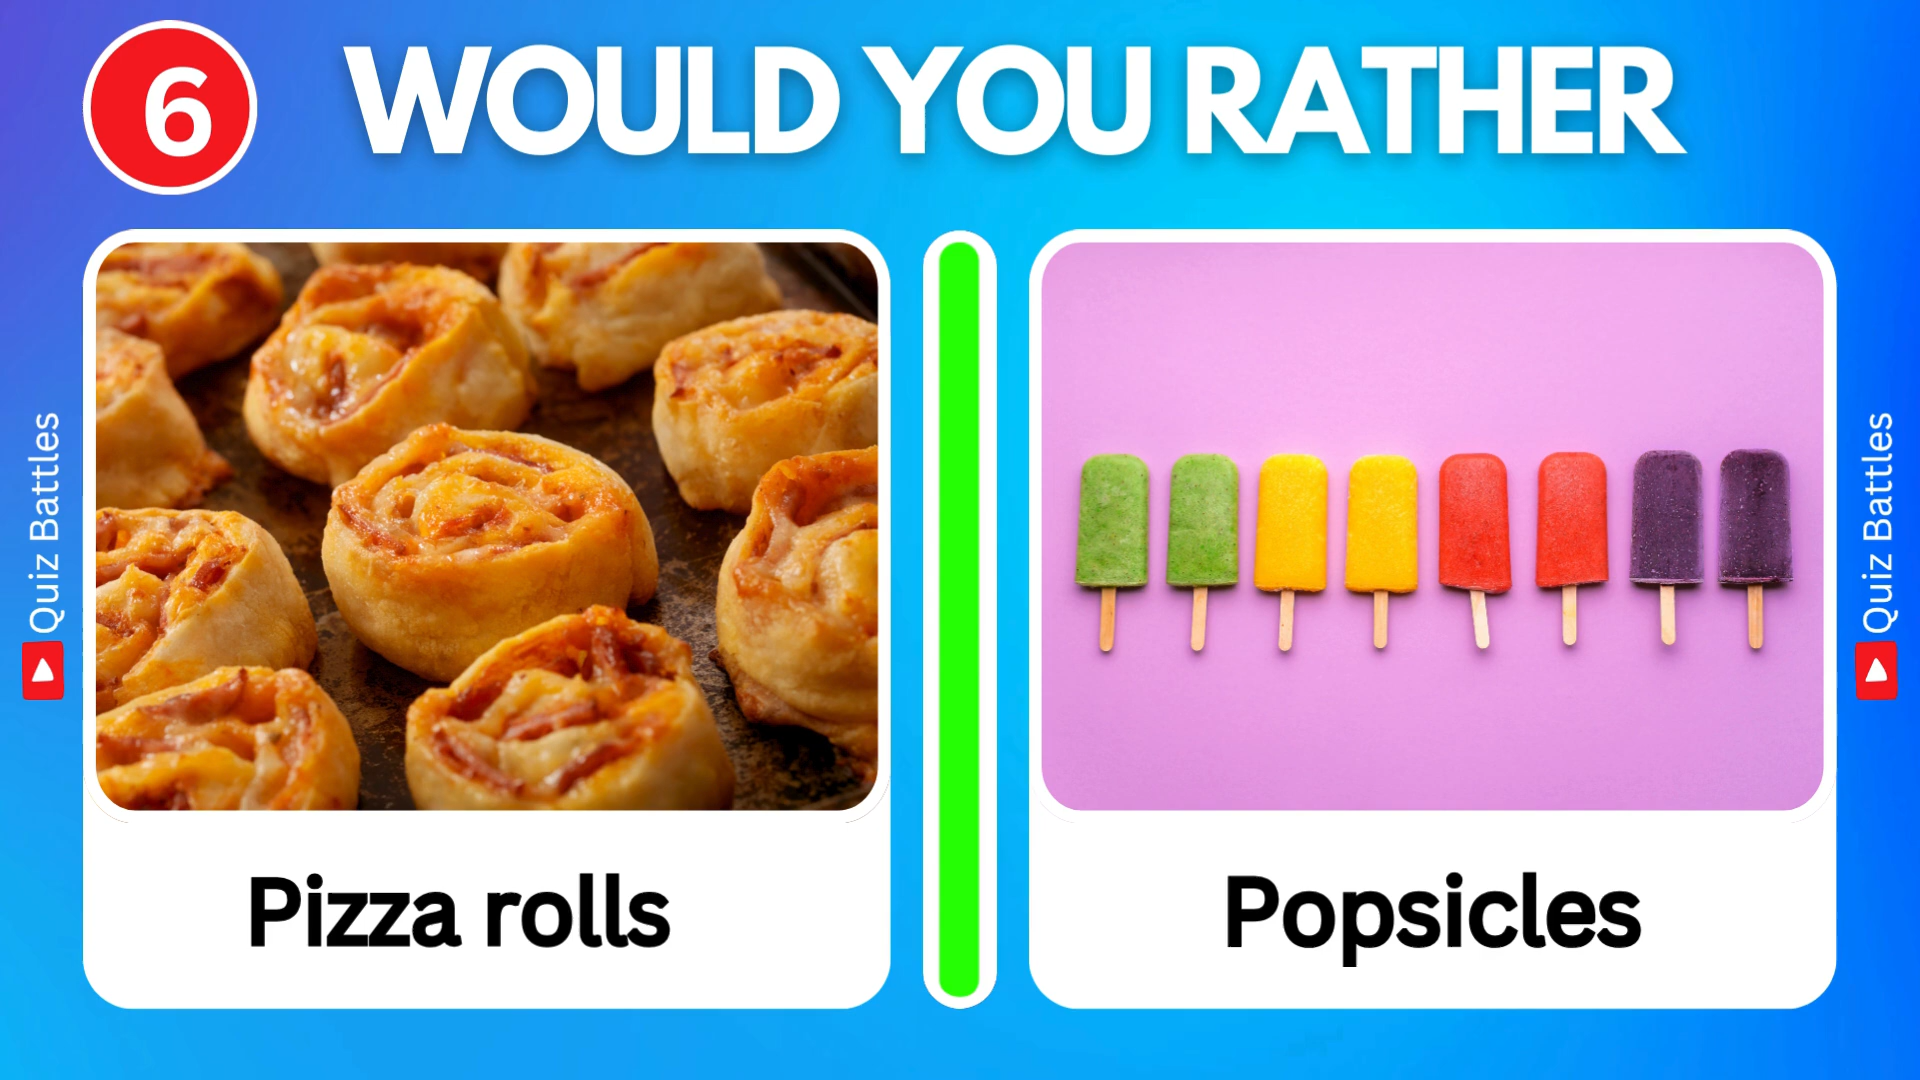 6
WOULD YOU RATHER
Quiz Battles
Pizza rolls
Popsicles
Quiz Battles